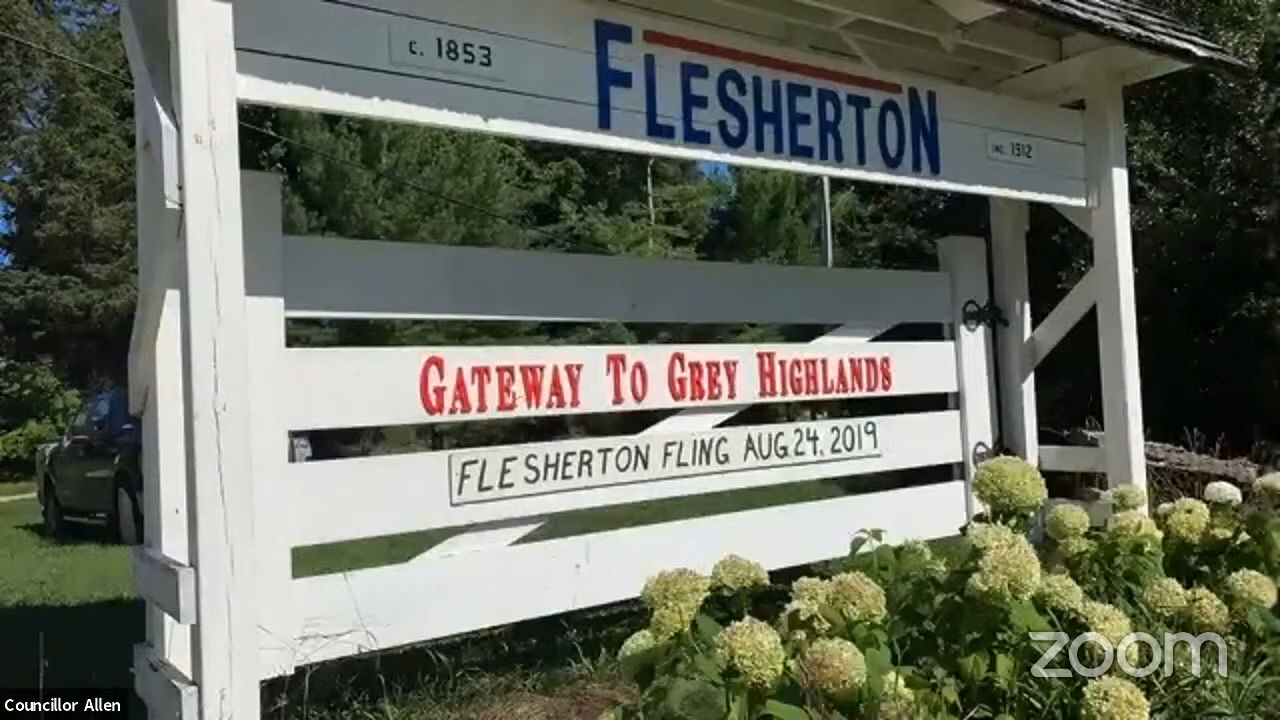 c. 1853
FLESHERTON
INC. 1912
GATEWAY TO GREY HIGHLANDS
FLESHERTON FLING AUG 24, 2019
zoom
Councillor Allen